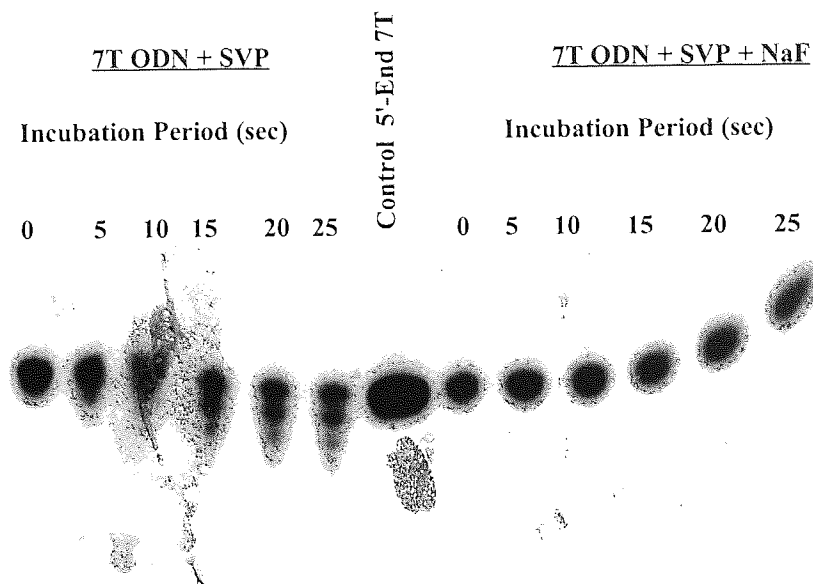 7T ODN + SVP
Incubation Period (sec)
0 5 10 15 20 25
Control 5'-End 7T
7T ODN + SVP + NaF
Incubation Period (sec)
0 5 10 15 20 25